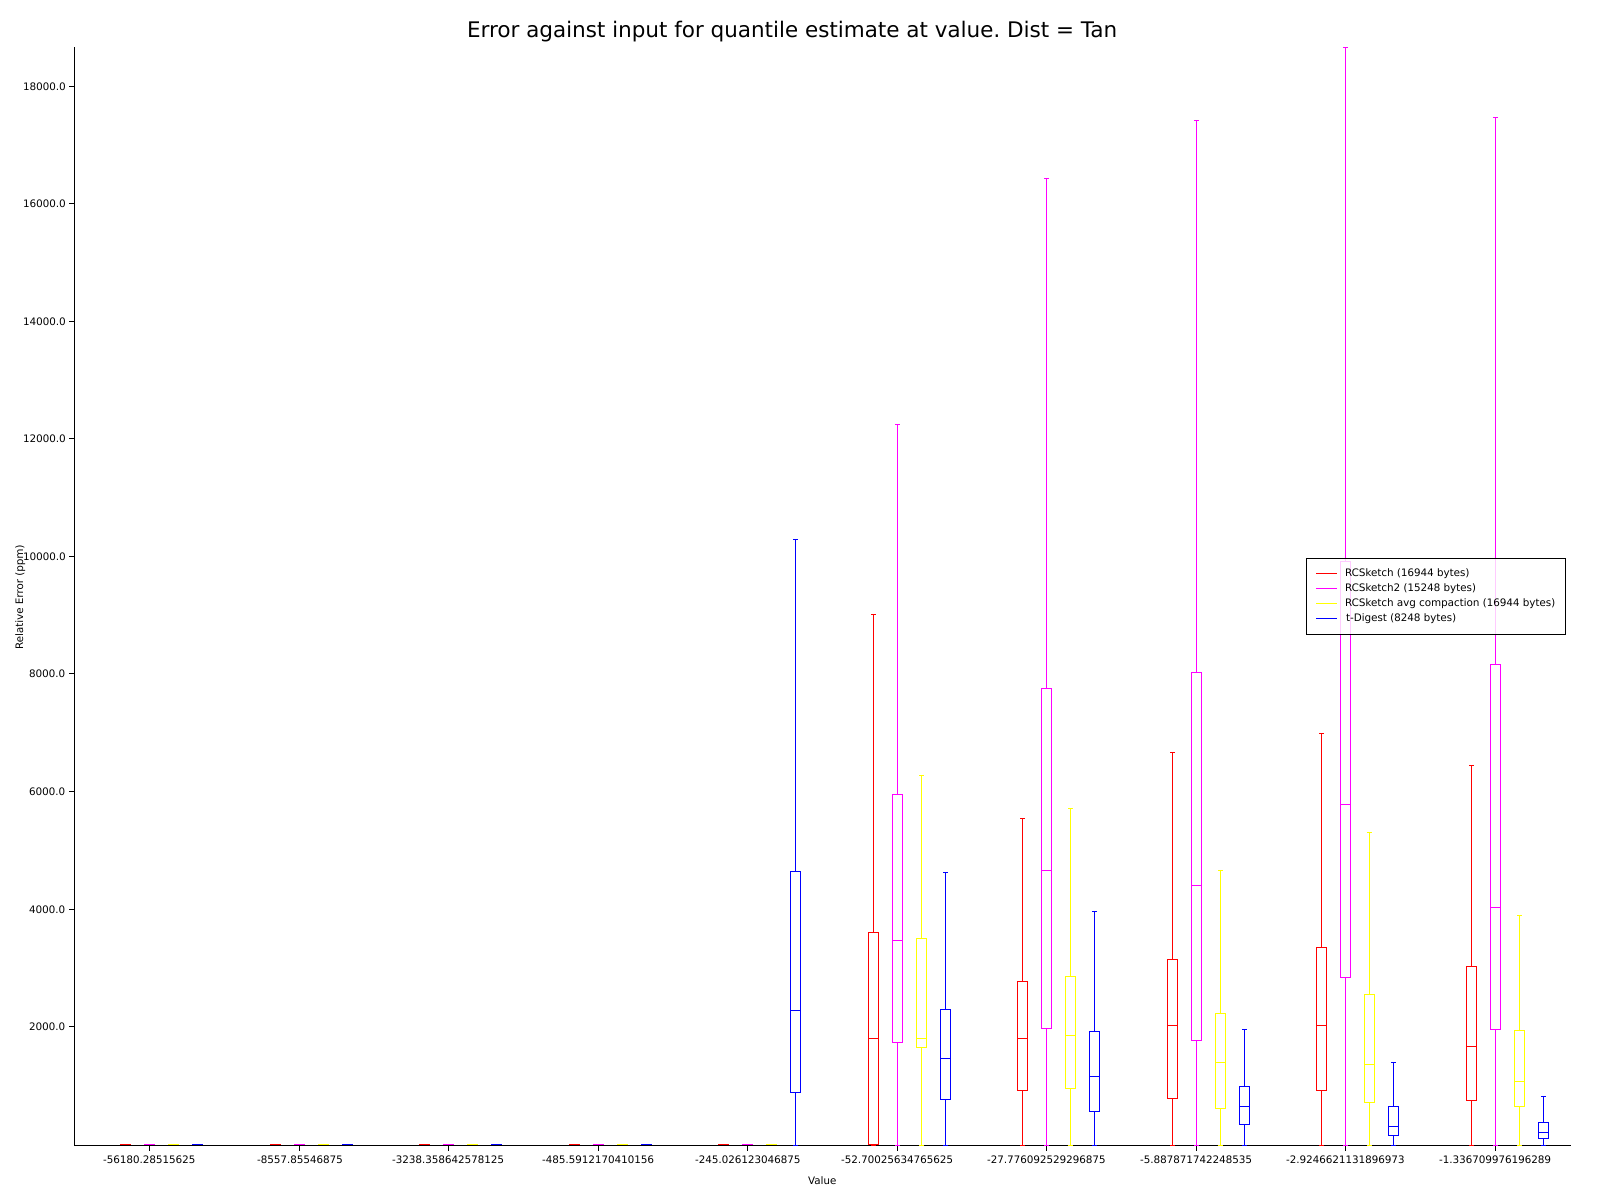 Error against input for quantile estimate at value. Dist = Tan
18000.0
16000.0
14000.0
12000.0
10000.0
8000.0
6000.0
4000.0
2000.0
Relative Error (ppm)
RCSketch (16944 bytes)
RCSketch2 (15248 bytes)
RCSketch avg compaction (16944 bytes)
t-Digest (8248 bytes)
-56180.28515625 -8557.85546875 -3238.358642578125 -485.5912170410156 -245.026123046875 -52.70025634765625 -27.776092529296875 -5.887871742248535 -2.9246621131896973 -1.336709976196289
Value